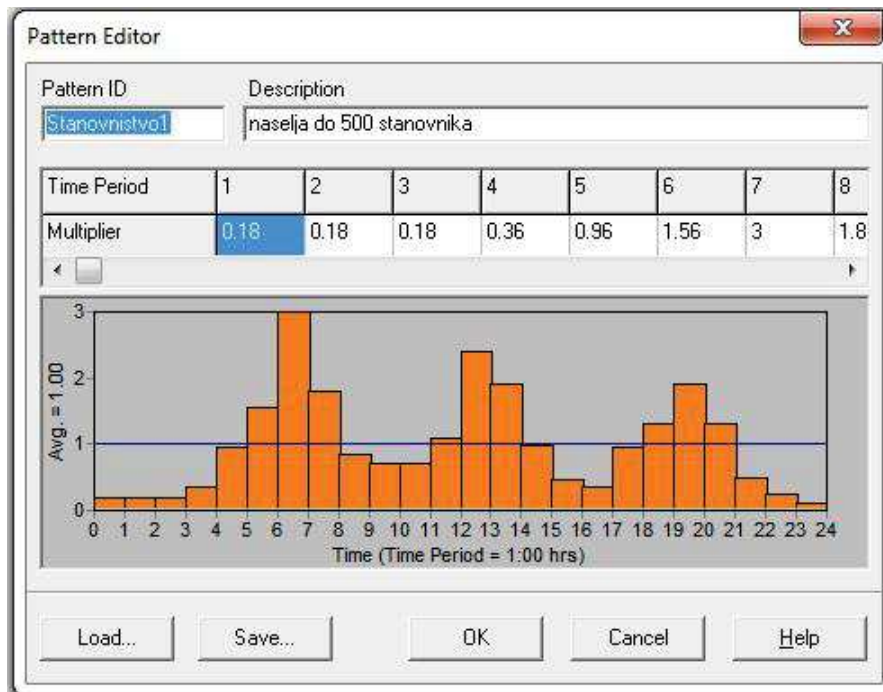 Pattern Editor
Pattern ID Description
Stanovnistvo1 naselja do 500 stanovnika
Time Period 1 2 3 4 5 6 7 8
Multiplier 0.18 0.18 0.18 0.36 0.96 1.56 3 1.8
3
2
1
0
Avg. = 1.00
0 1 2 3 4 5 6 7 8 9 10 11 12 13 14 15 16 17 18 19 20 21 22 23 24
Time (Time Period = 1:00 hrs)
Load... Save... OK Cancel Help